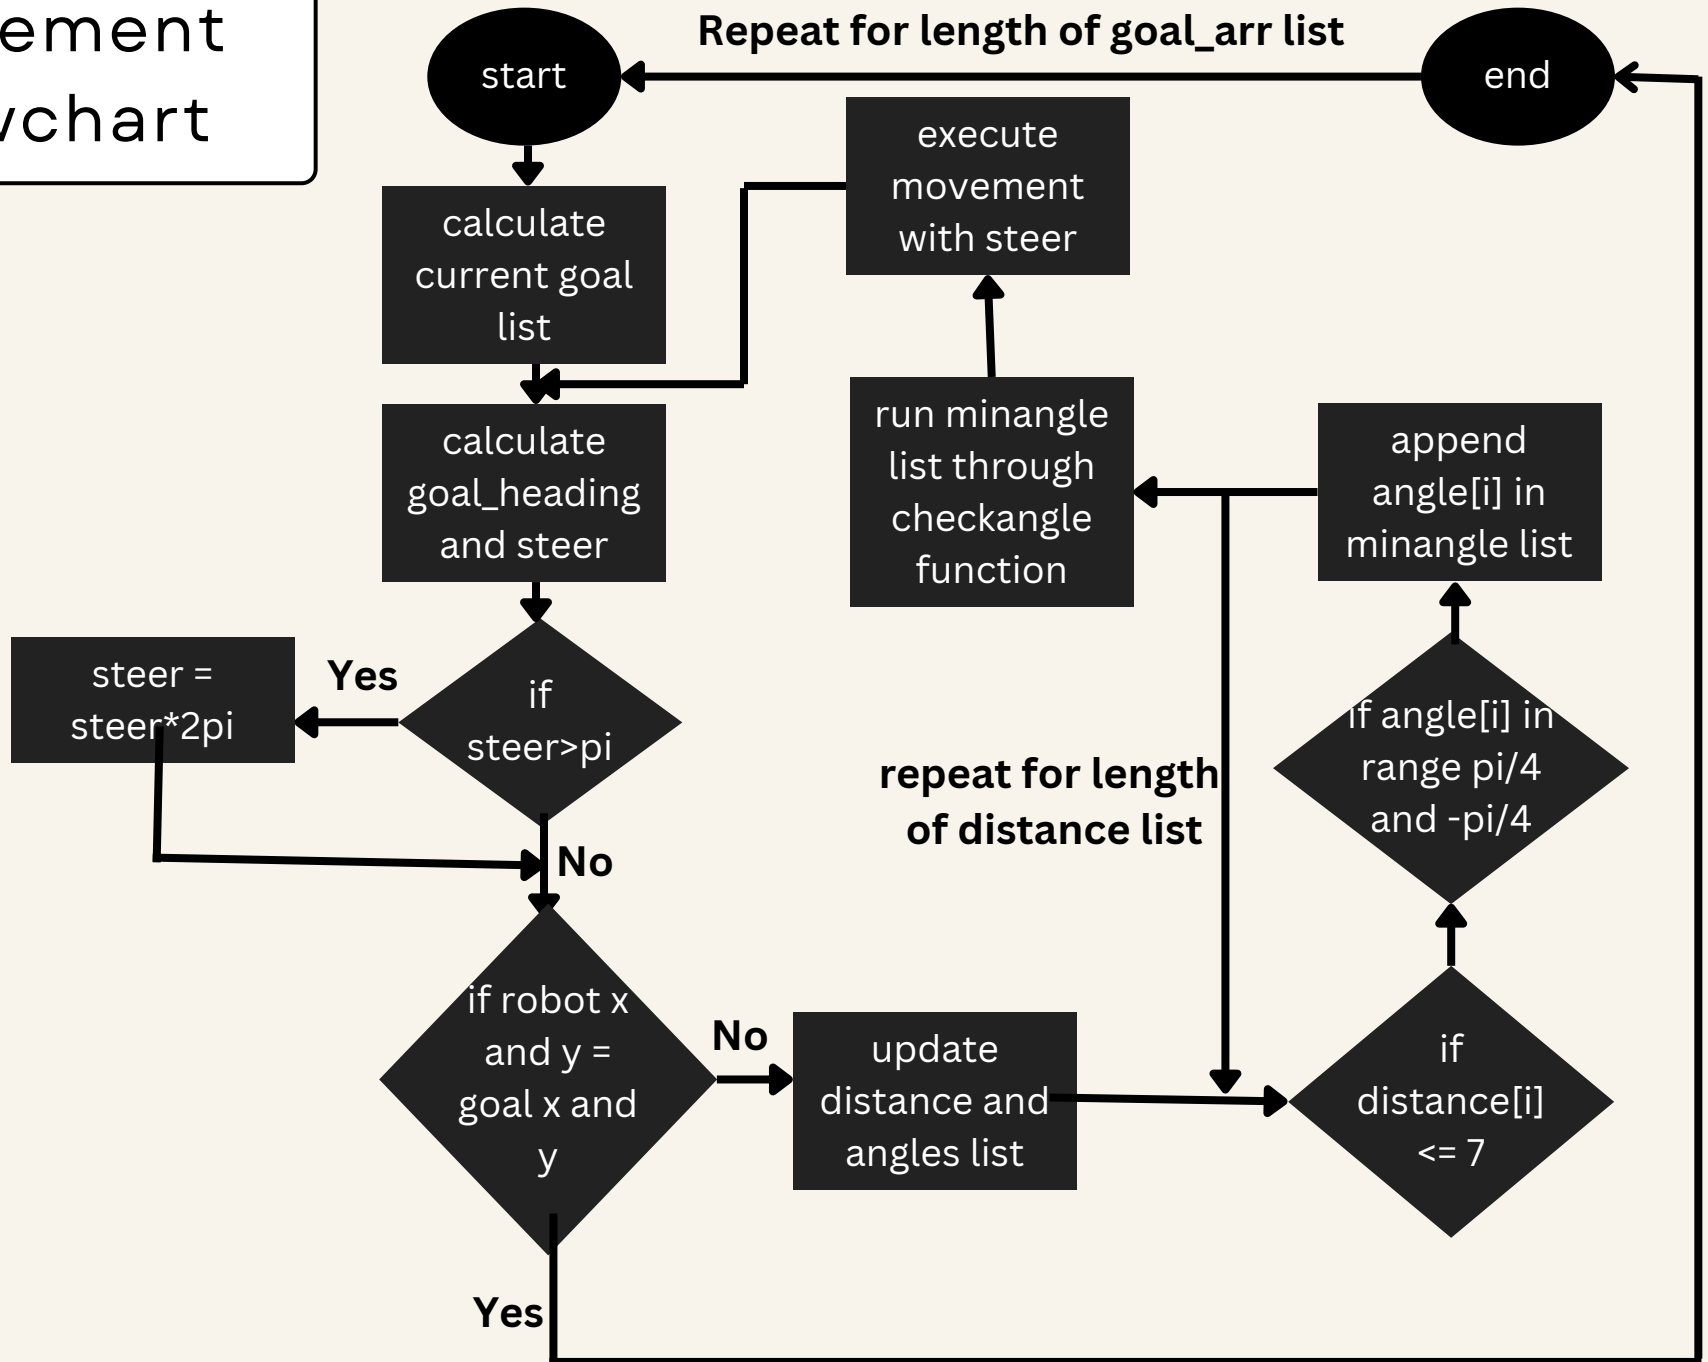 ement
wchart
Repeat for length of goal_arr list
start
end
execute
movement
with steer
calculate
current goal
list
calculate
goal_heading
and steer
run minangle
list through
checkangle
function
append
angle[i] in
minangle list
steer =
steer*2pi
Yes
if
steer>pi
No
repeat for length
of distance list
if angle[i] in
range pi/4
and -pi/4
if robot x
and y =
goal x and
y
No
update
distance and
angles list
if
distance[i]
<= 7
Yes